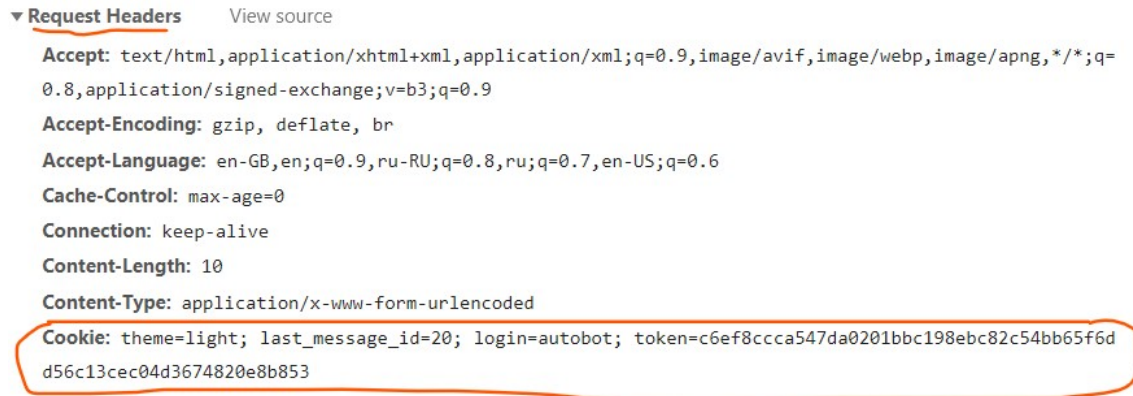 ▼ Request Headers View source
Accept: text/html,application/xhtml+xml,application/xml;q=0.9,image/avif,image/webp,image/apng,*/*;q=
0.8,application/signed-exchange;v=b3;q=0.9
Accept-Encoding: gzip, deflate, br
Accept-Language: en-GB,en;q=0.9,ru-RU;q=0.8,ru;q=0.7,en-US;q=0.6
Cache-Control: max-age=0
Connection: keep-alive
Content-Length: 10
Content-Type: application/x-www-form-urlencoded
Cookie: theme=light; last_message_id=20; login=autobot; token=c6ef8ccca547da0201bbc198ebc82c54bb65f6d
d56c13cec04d3674820e8b853